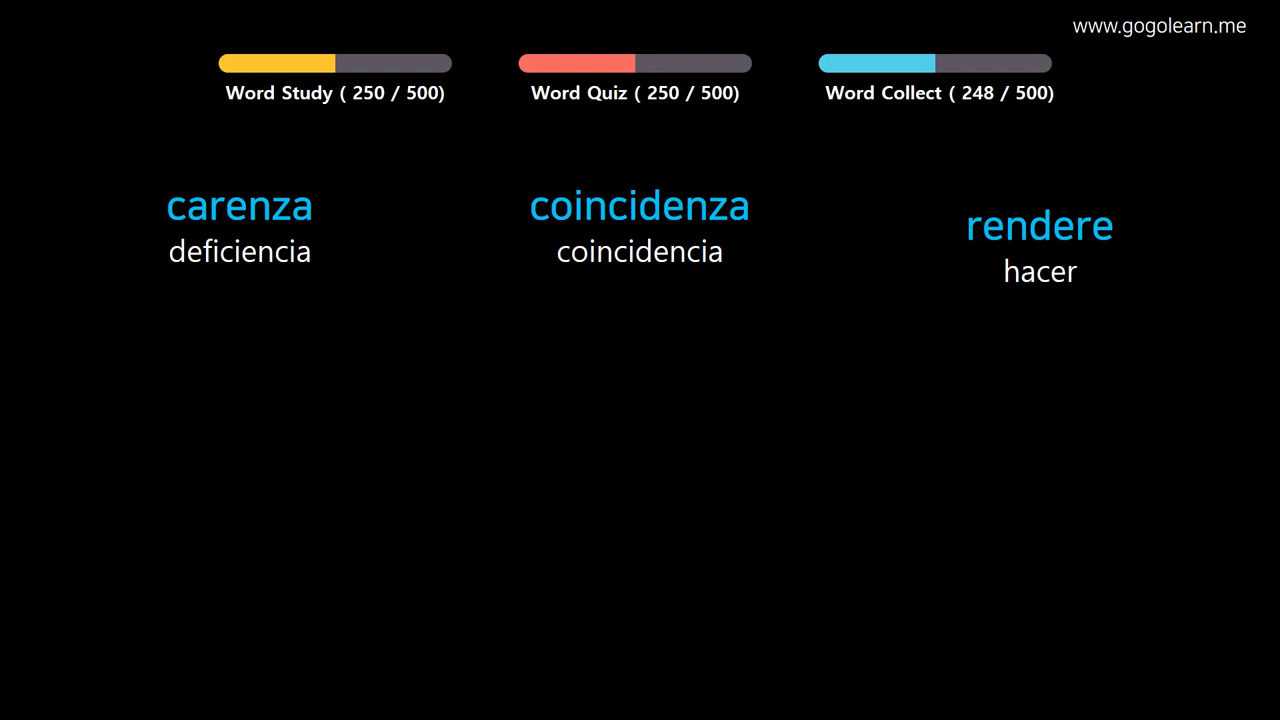 www.gogolearn.me
Word Study ( 250 / 500)
Word Quiz ( 250 / 500)
Word Collect ( 248 / 500)
carenza
deficiencia
coincidenza
coincidencia
rendere
hacer